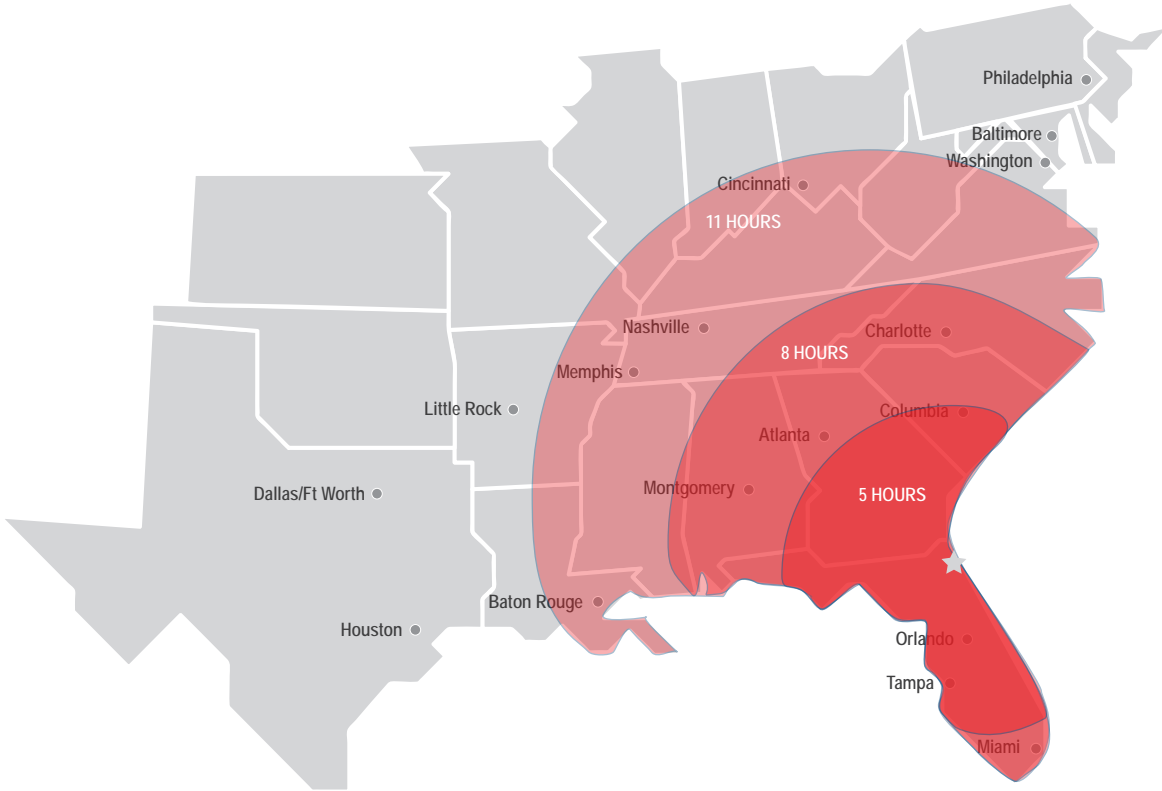 Philadelphia
Baltimore
Washington
Cincinnati
11 HOURS
Nashville
Charlotte
8 HOURS
Memphis
Little Rock
Columbia
Atlanta
Montgomery
Dallas/Ft Worth
5 HOURS
Baton Rouge
Houston
Orlando
Tampa
Miami